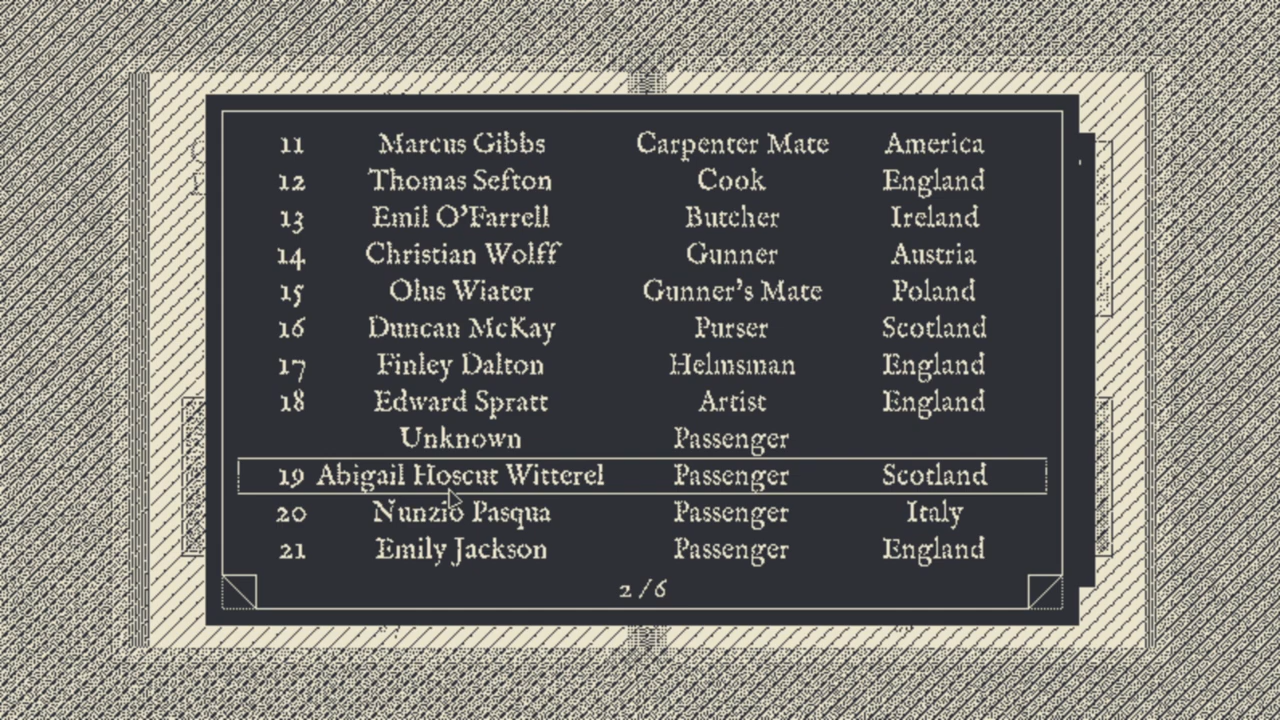 11 Marcus Gibbs Carpenter Mate America
12 Thomas Sefton Cook England
13 Emil O'Farrell Butcher Ireland
14 Christian Wolff Gunner Austria
15 Olus Wiater Gunner's Mate Poland
16 Duncan McKay Purser Scotland
17 Finley Dalton Helmsman England
18 Edward Spratt Artist England
Unknown Passenger
19 Abigail Hoscut Witterel Passenger Scotland
20 Nunzio Pasqua Passenger Italy
21 Emily Jackson Passenger England
2/6